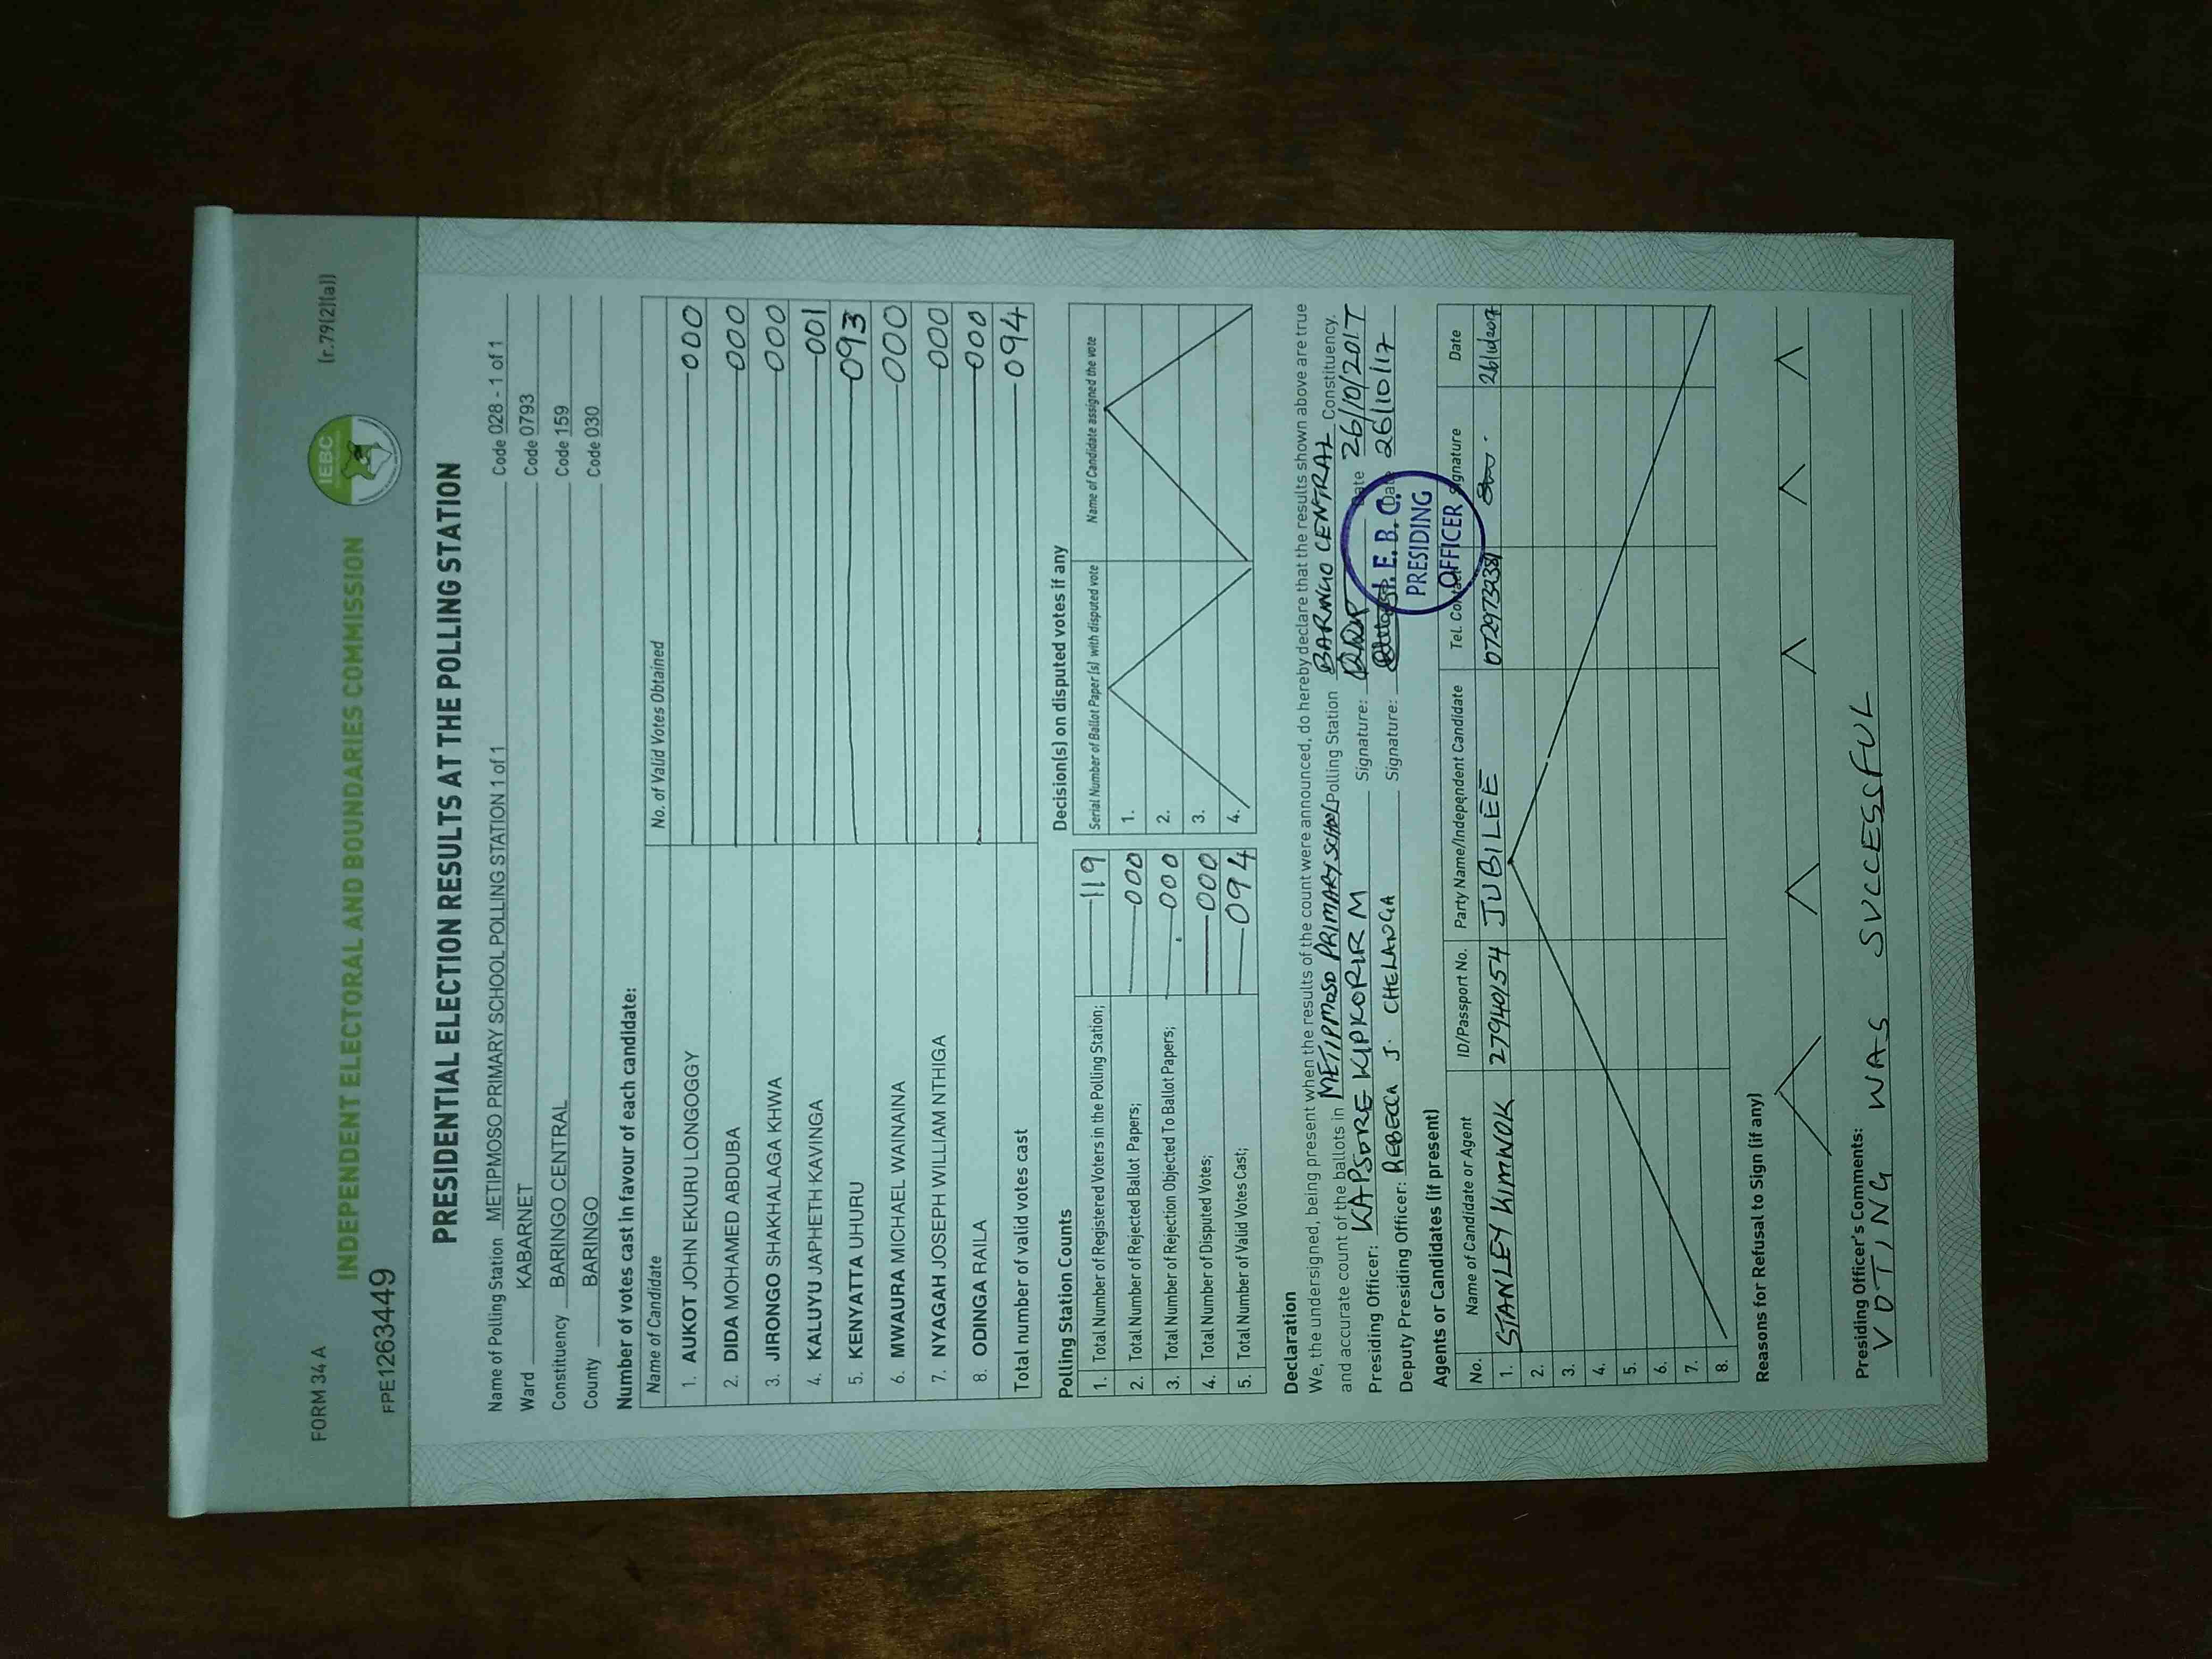 FORM 34 A
(r.79(2)(a))
IEBC
INDEPENDENT ELECTORAL AND BOUNDARIES COMMISSION
FPE1263449
PRESIDENTIAL ELECTION RESULTS AT THE POLLING STATION
Name of Polling Station METIPMOSO PRIMARY SCHOOL POLLING STATION 1 of 1 Code 028 - 1 of 1
Ward KABARNET Code 0793
Constituency BARINGO CENTRAL Code 159
County BARINGO Code 030
Number of votes cast in favour of each candidate:
Name of Candidate No. of Valid Votes Obtained
1. AUKOT JOHN EKURU LONGOGGY 000
2. DIDA MOHAMED ABDUBA 000
3. JIRONGO SHAKHALAGA KHWA 000
4. KALUYU JAPHETH KAVINGA 001
5. KENYATTA UHURU 093
6. MWAURA MICHAEL WAINAINA 000
7. NYAGAH JOSEPH WILLIAM NTHIGA 000
8. ODINGA RAILA 000
Total number of valid votes cast 094
Polling Station Counts
1. Total Number of Registered Voters in the Polling Station; 119
2. Total Number of Rejected Ballot Papers; 000
3. Total Number of Rejection Objected To Ballot Papers; 000
4. Total Number of Disputed Votes; 000
5. Total Number of Valid Votes Cast; 094
Decision(s) on disputed votes if any
Serial Number of Ballot Paper(s) with disputed vote Name of Candidate assigned the vote
1.
2.
3.
4.
Declaration
We, the undersigned, being present when the results of the count were announced, do hereby declare that the results shown above are true
and accurate count of the ballots in METIPMOSO PRIMARY SCHOOL Polling Station BARINGO CENTRAL Constituency.
Presiding Officer: KAPSORE KIPKORIR M Signature: Date 26/10/2017
Deputy Presiding Officer: REBECCA J. CHELANGA Signature: Date 26/10/17
I.E.B.C.
PRESIDING
OFFICER
Agents or Candidates (if present)
No. Name of Candidate or Agent ID/Passport No. Party Name/Independent Candidate Tel. Contact Signature Date
1. STANLEY KIMWOK 27940154 JUBILEE
2.
3.
4.
5.
6.
7.
8.
Reasons for Refusal to Sign (if any)
Presiding Officer's Comments:
VOTING WAS SUCCESSFUL